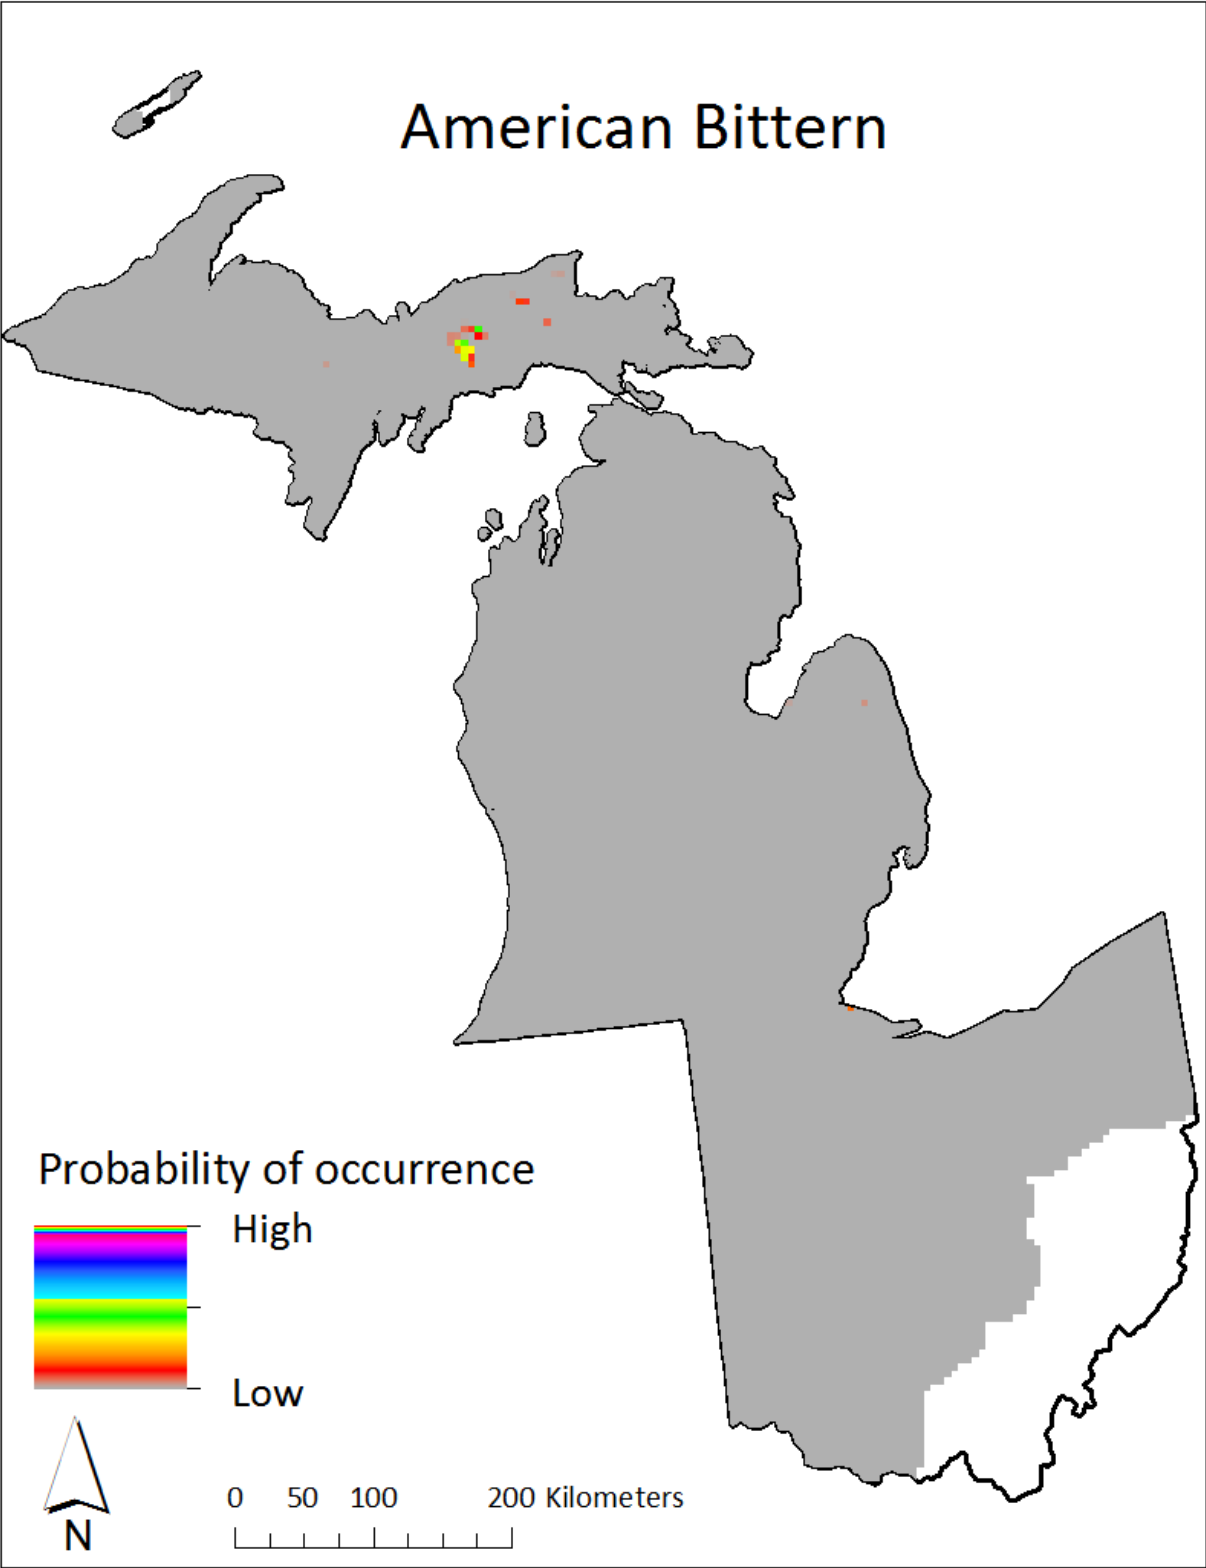 American Bittern
Probability of occurrence
High
Low
N
0 50 100 200 Kilometers